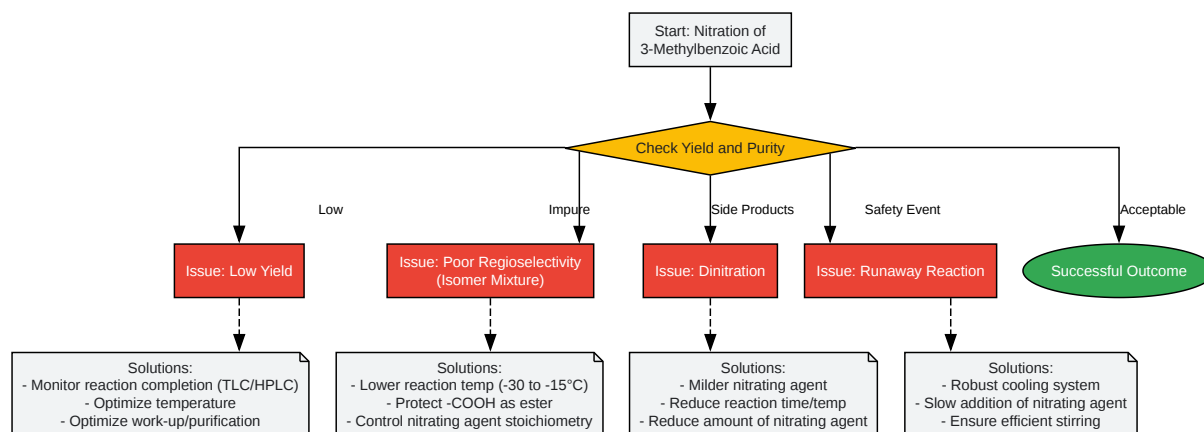 Start: Nitration of
3-Methylbenzoic Acid
Check Yield and Purity
Low
Impure
Side Products
Safety Event
Acceptable
Issue: Low Yield
Issue: Poor Regioselectivity
(Isomer Mixture)
Issue: Dinitration
Issue: Runaway Reaction
Successful Outcome
Solutions:
- Monitor reaction completion (TLC/HPLC)
- Optimize temperature
- Optimize work-up/purification
Solutions:
- Lower reaction temp (-30 to -15°C)
- Protect -COOH as ester
- Control nitrating agent stoichiometry
Solutions:
- Milder nitrating agent
- Reduce reaction time/temp
- Reduce amount of nitrating agent
Solutions:
- Robust cooling system
- Slow addition of nitrating agent
- Ensure efficient stirring